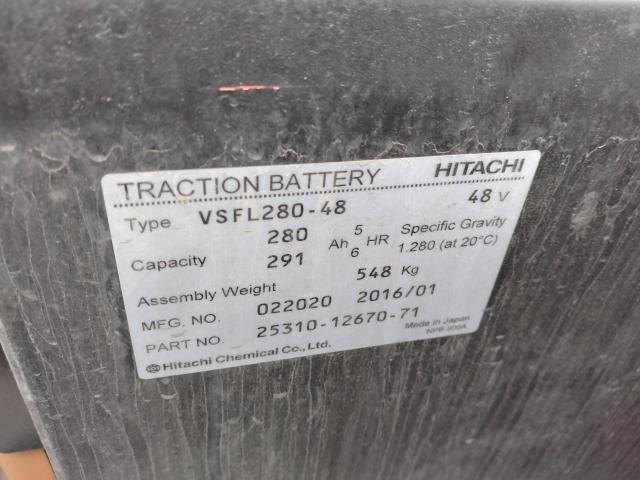 TRACTION BATTERY HITACHI
Type VSFL280-48 48 V
Capacity 280 Ah 5 HR Specific Gravity
291 6 1.280 (at 20°C)
Assembly Weight 548 Kg
MFG. NO. 022020 2016/01
PART NO. 25310-12670-71 Made in Japan
NP6-909A
Hitachi Chemical Co., Ltd.